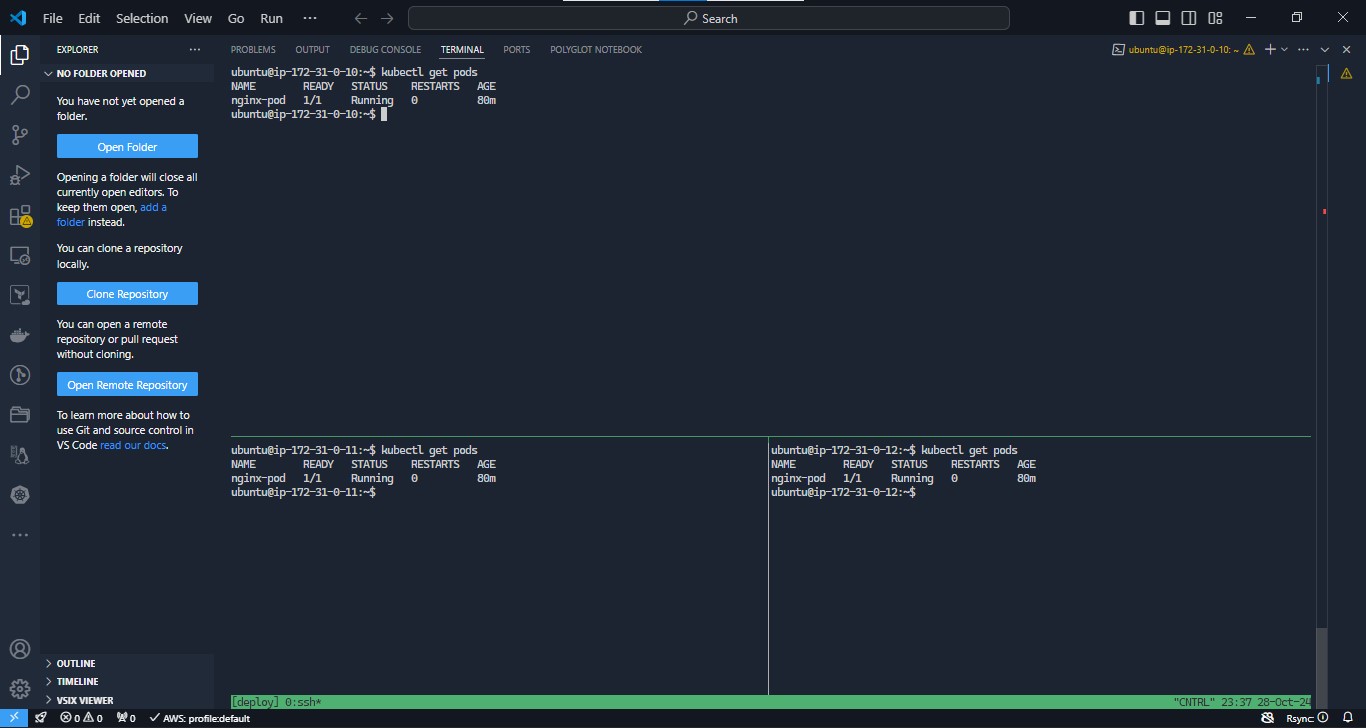 File Edit Selection View Go Run ··· Search
EXPLORER ···
NO FOLDER OPENED
You have not yet opened a
folder.
Open Folder
Opening a folder will close all
currently open editors. To
keep them open, add a
folder instead.
You can clone a repository
locally.
Clone Repository
You can open a remote
repository or pull request
without cloning.
Open Remote Repository
To learn more about how to
use Git and source control in
VS Code read our docs.
OUTLINE
TIMELINE
VSIX VIEWER
PROBLEMS OUTPUT DEBUG CONSOLE TERMINAL PORTS POLYGLOT NOTEBOOK ubuntu@ip-172-31-0-10: ~
ubuntu@ip-172-31-0-10:~$ kubectl get pods
NAME READY STATUS RESTARTS AGE
nginx-pod 1/1 Running 0 80m
ubuntu@ip-172-31-0-10:~$
ubuntu@ip-172-31-0-11:~$ kubectl get pods
NAME READY STATUS RESTARTS AGE
nginx-pod 1/1 Running 0 80m
ubuntu@ip-172-31-0-11:~$
ubuntu@ip-172-31-0-12:~$ kubectl get pods
NAME READY STATUS RESTARTS AGE
nginx-pod 1/1 Running 0 80m
ubuntu@ip-172-31-0-12:~$
[deploy] 0:ssh* "CNTRL" 23:37 28-Oct-24
0 0 0 AWS: profile:default Rsync: